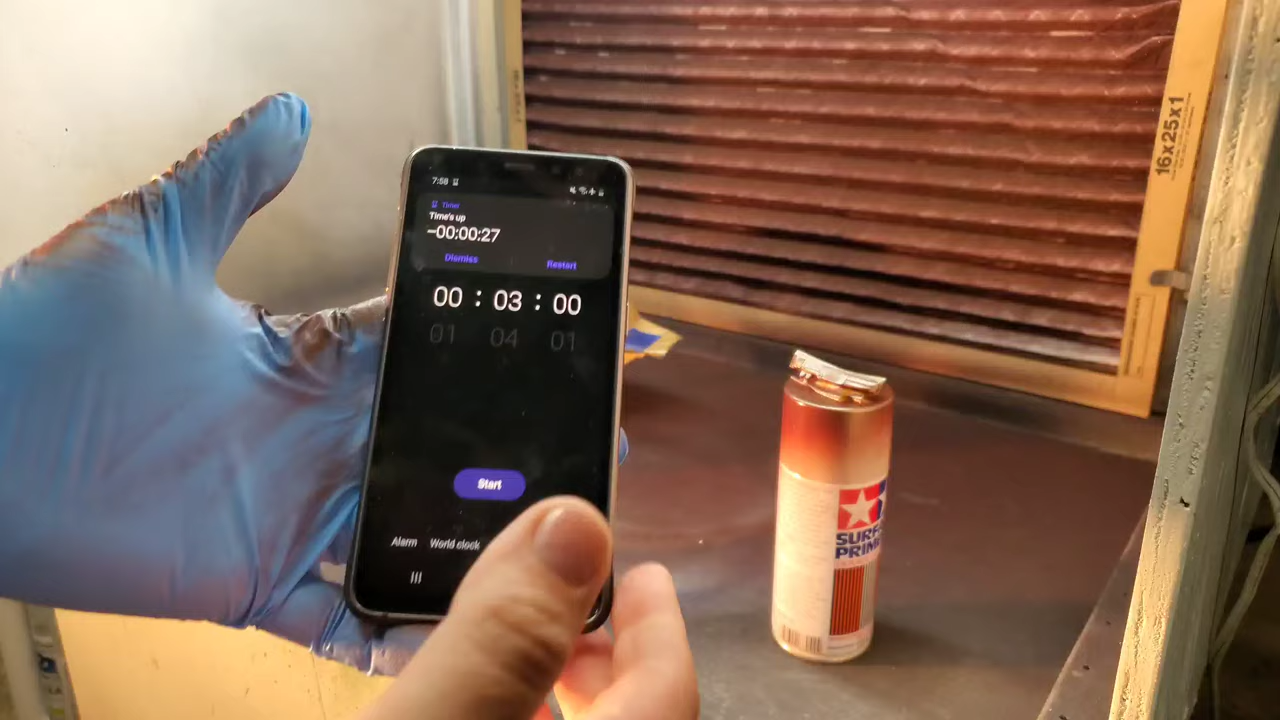 7:58
Timer
Time's up
–00:00:27
Dismiss
Restart
00 : 03 : 00
01 04 01
Start
Alarm World clock
16x25x1
SURF
PRIM